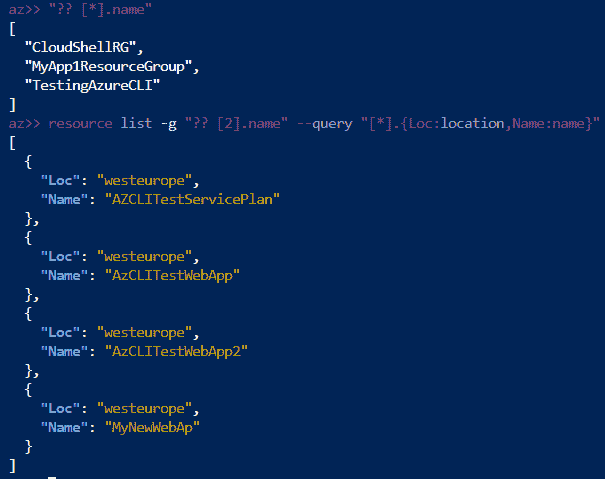 az>> "?? [*].name"
[
  "CloudShellRG",
  "MyApp1ResourceGroup",
  "TestingAzureCLI"
]
az>> resource list -g "?? [2].name" --query "[*].{Loc:location,Name:name}"
[
  {
    "Loc": "westeurope",
    "Name": "AZCLITestServicePlan"
  },
  {
    "Loc": "westeurope",
    "Name": "AzCLITestWebApp"
  },
  {
    "Loc": "westeurope",
    "Name": "AzCLITestWebApp2"
  },
  {
    "Loc": "westeurope",
    "Name": "MyNewWebAp"
  }
]